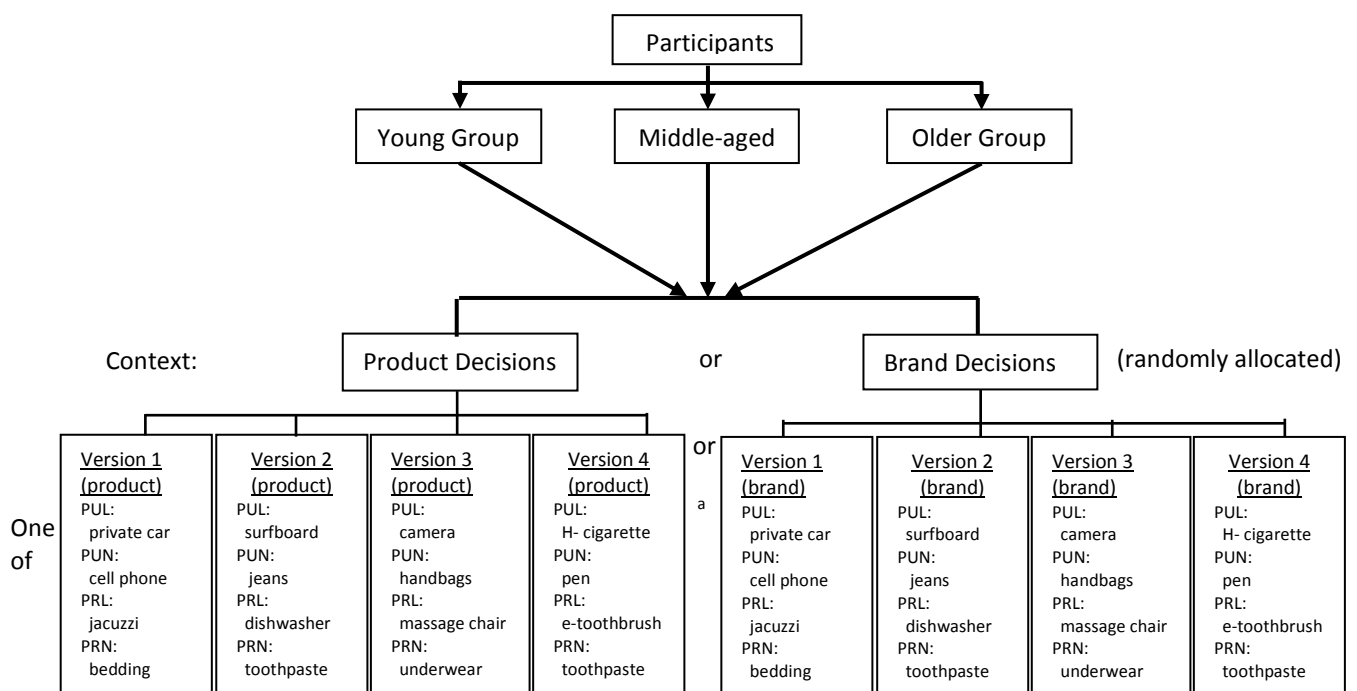 Participants
Young Group
Middle-aged
Older Group
Context:
Product Decisions
or
Brand Decisions
(randomly allocated)
One
of
Version 1
(product)
PUL:
private car
PUN:
cell phone
PRL:
jacuzzi
PRN:
bedding
Version 2
(product)
PUL:
surfboard
PUN:
jeans
PRL:
dishwasher
PRN:
toothpaste
Version 3
(product)
PUL:
camera
PUN:
handbags
PRL:
massage chair
PRN:
underwear
Version 4
(product)
PUL:
H- cigarette
PUN:
pen
PRL:
e-toothbrush
PRN:
toothpaste
or
a
Version 1
(brand)
PUL:
private car
PUN:
cell phone
PRL:
jacuzzi
PRN:
bedding
Version 2
(brand)
PUL:
surfboard
PUN:
jeans
PRL:
dishwasher
PRN:
toothpaste
Version 3
(brand)
PUL:
camera
PUN:
handbags
PRL:
massage chair
PRN:
underwear
Version 4
(brand)
PUL:
H- cigarette
PUN:
pen
PRL:
e-toothbrush
PRN:
toothpaste